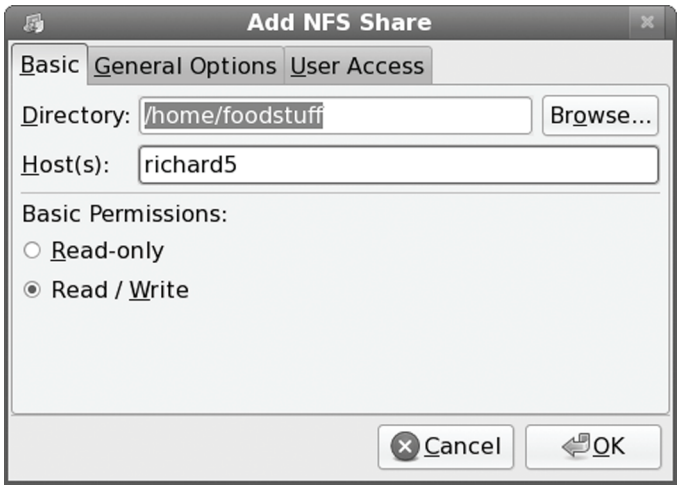 Add NFS Share
Basic General Options User Access
Directory: /home/foodstuff Browse...
Host(s): richard5
Basic Permissions:
Read-only
Read / Write
Cancel OK